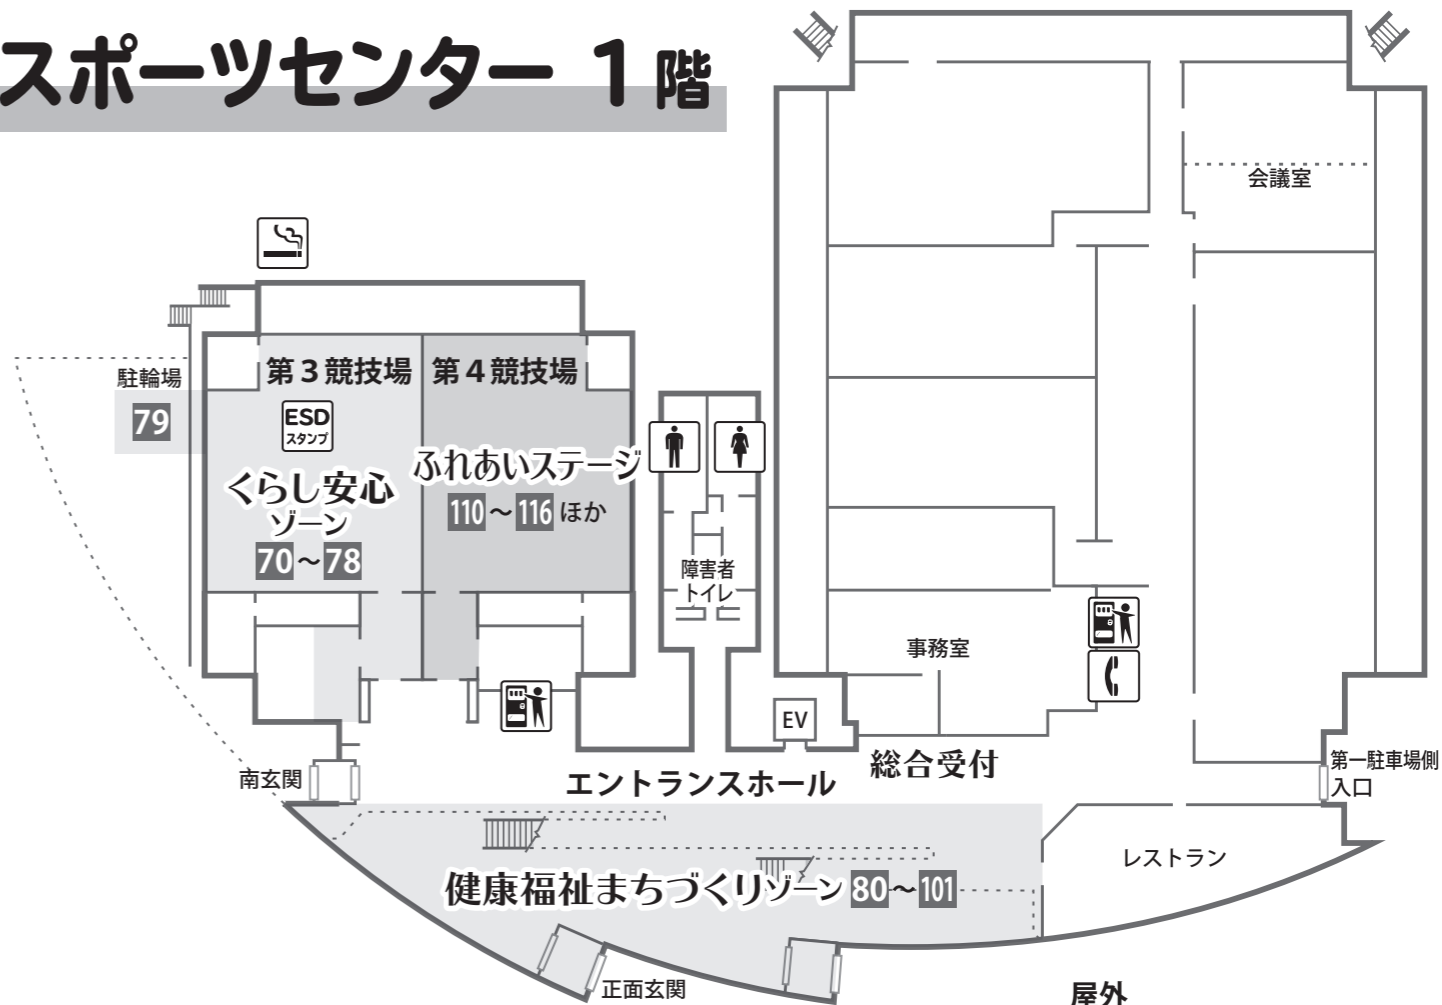 スポーツセンター 1階
会議室
第3競技場
第4競技場
駐輪場
79
ESD
スタンプ
くらし安心
ゾーン
70～78
ふれあいステージ
110～116 ほか
障害者
トイレ
事務室
EV
総合受付
南玄関
エントランスホール
第一駐車場側
入口
レストラン
健康福祉まちづくりゾーン 80～101
正面玄関
屋外